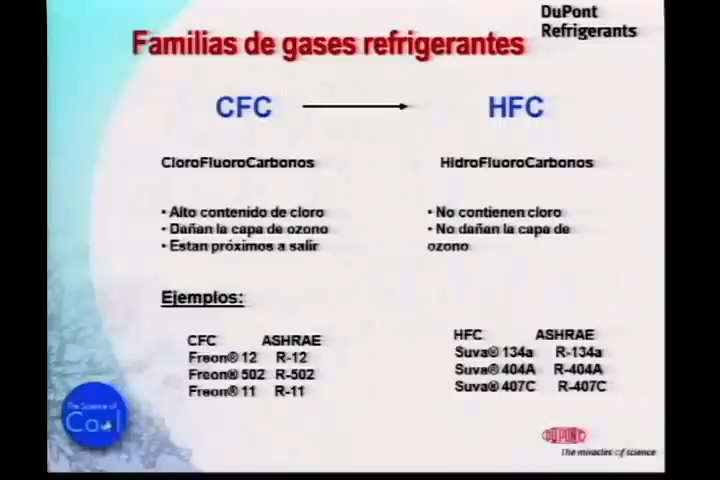 DuPont
Refrigerants
Familias de gases refrigerantes
CFC
HFC
CloroFluoroCarbonos
HidroFluoroCarbonos
• Alto contenido de cloro
• Dañan la capa de ozono
• Estan próximos a salir
• No contienen cloro
• No dañan la capa de
ozono
Ejemplos:
CFC ASHRAE
Freon® 12 R-12
Freon® 502 R-502
Freon® 11 R-11
HFC ASHRAE
Suva® 134a R-134a
Suva® 404A R-404A
Suva® 407C R-407C
The Science of
Cool
DUPONT
The miracles of science